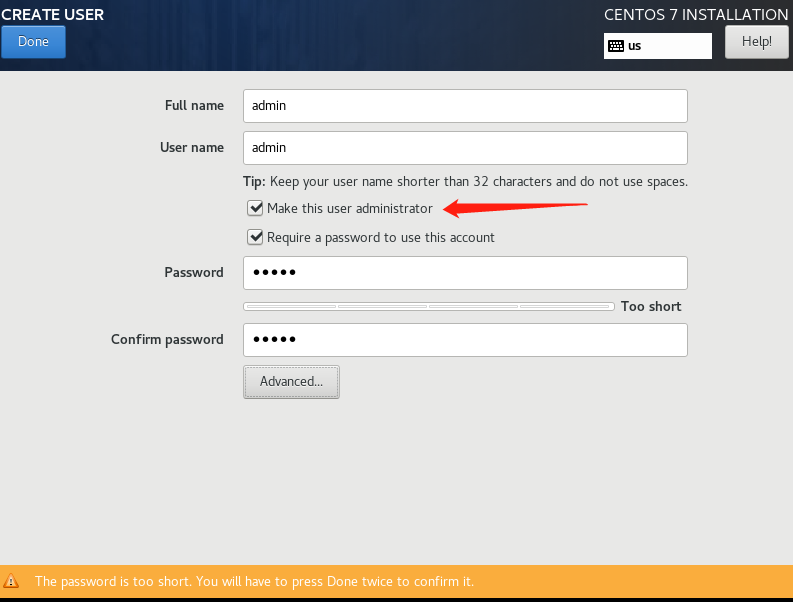 CREATE USER
CENTOS 7 INSTALLATION
Done
us
Help!
Full name
admin
User name
admin
Tip: Keep your user name shorter than 32 characters and do not use spaces.
Make this user administrator
Require a password to use this account
Password
•••••
Too short
Confirm password
•••••
Advanced...
The password is too short. You will have to press Done twice to confirm it.